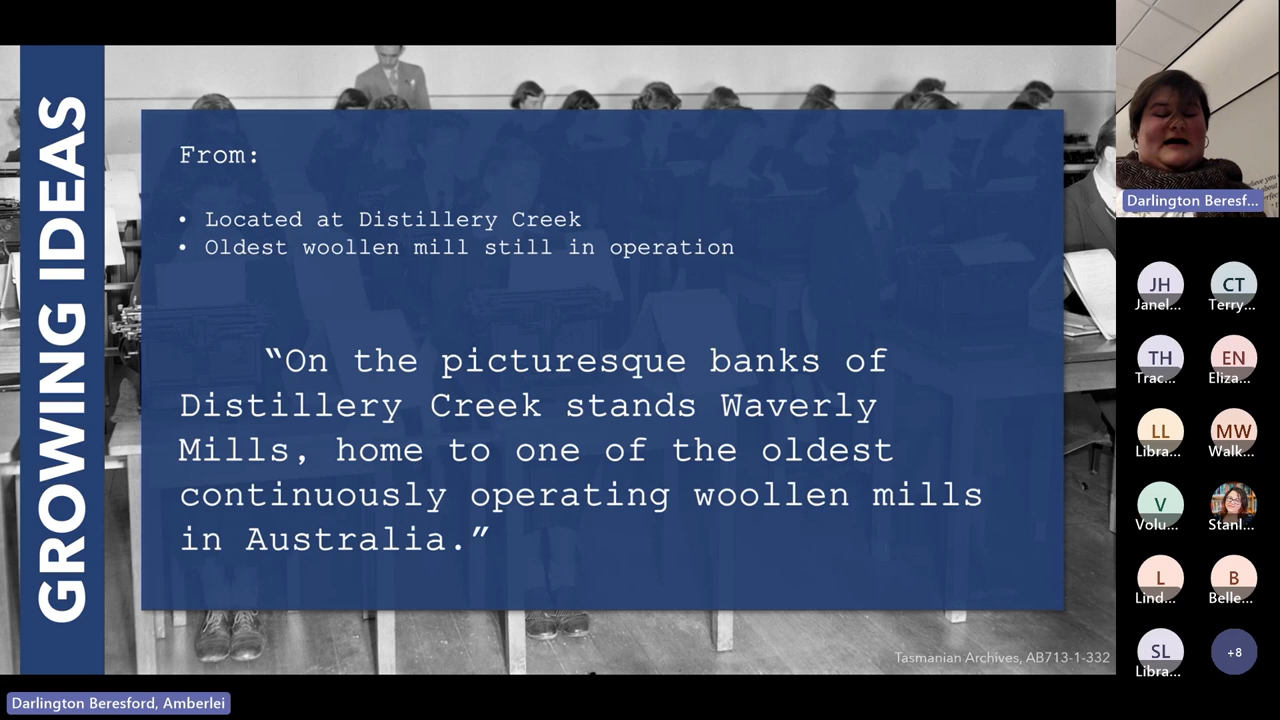 GROWING IDEAS
From:
• Located at Distillery Creek
• Oldest woollen mill still in operation
“On the picturesque banks of
Distillery Creek stands Waverly
Mills, home to one of the oldest
continuously operating woollen mills
in Australia.”
Tasmanian Archives, AB713-1-332
Darlington Beresford, Amberlei
Darlington Beresf...
JH
CT
Janel...
Terry...
TH
EN
Trac...
Eliza...
LL
MW
Libra...
Walk...
V
Volu...
Stanl...
L
B
Lind...
Belle...
SL
+8
Libra...